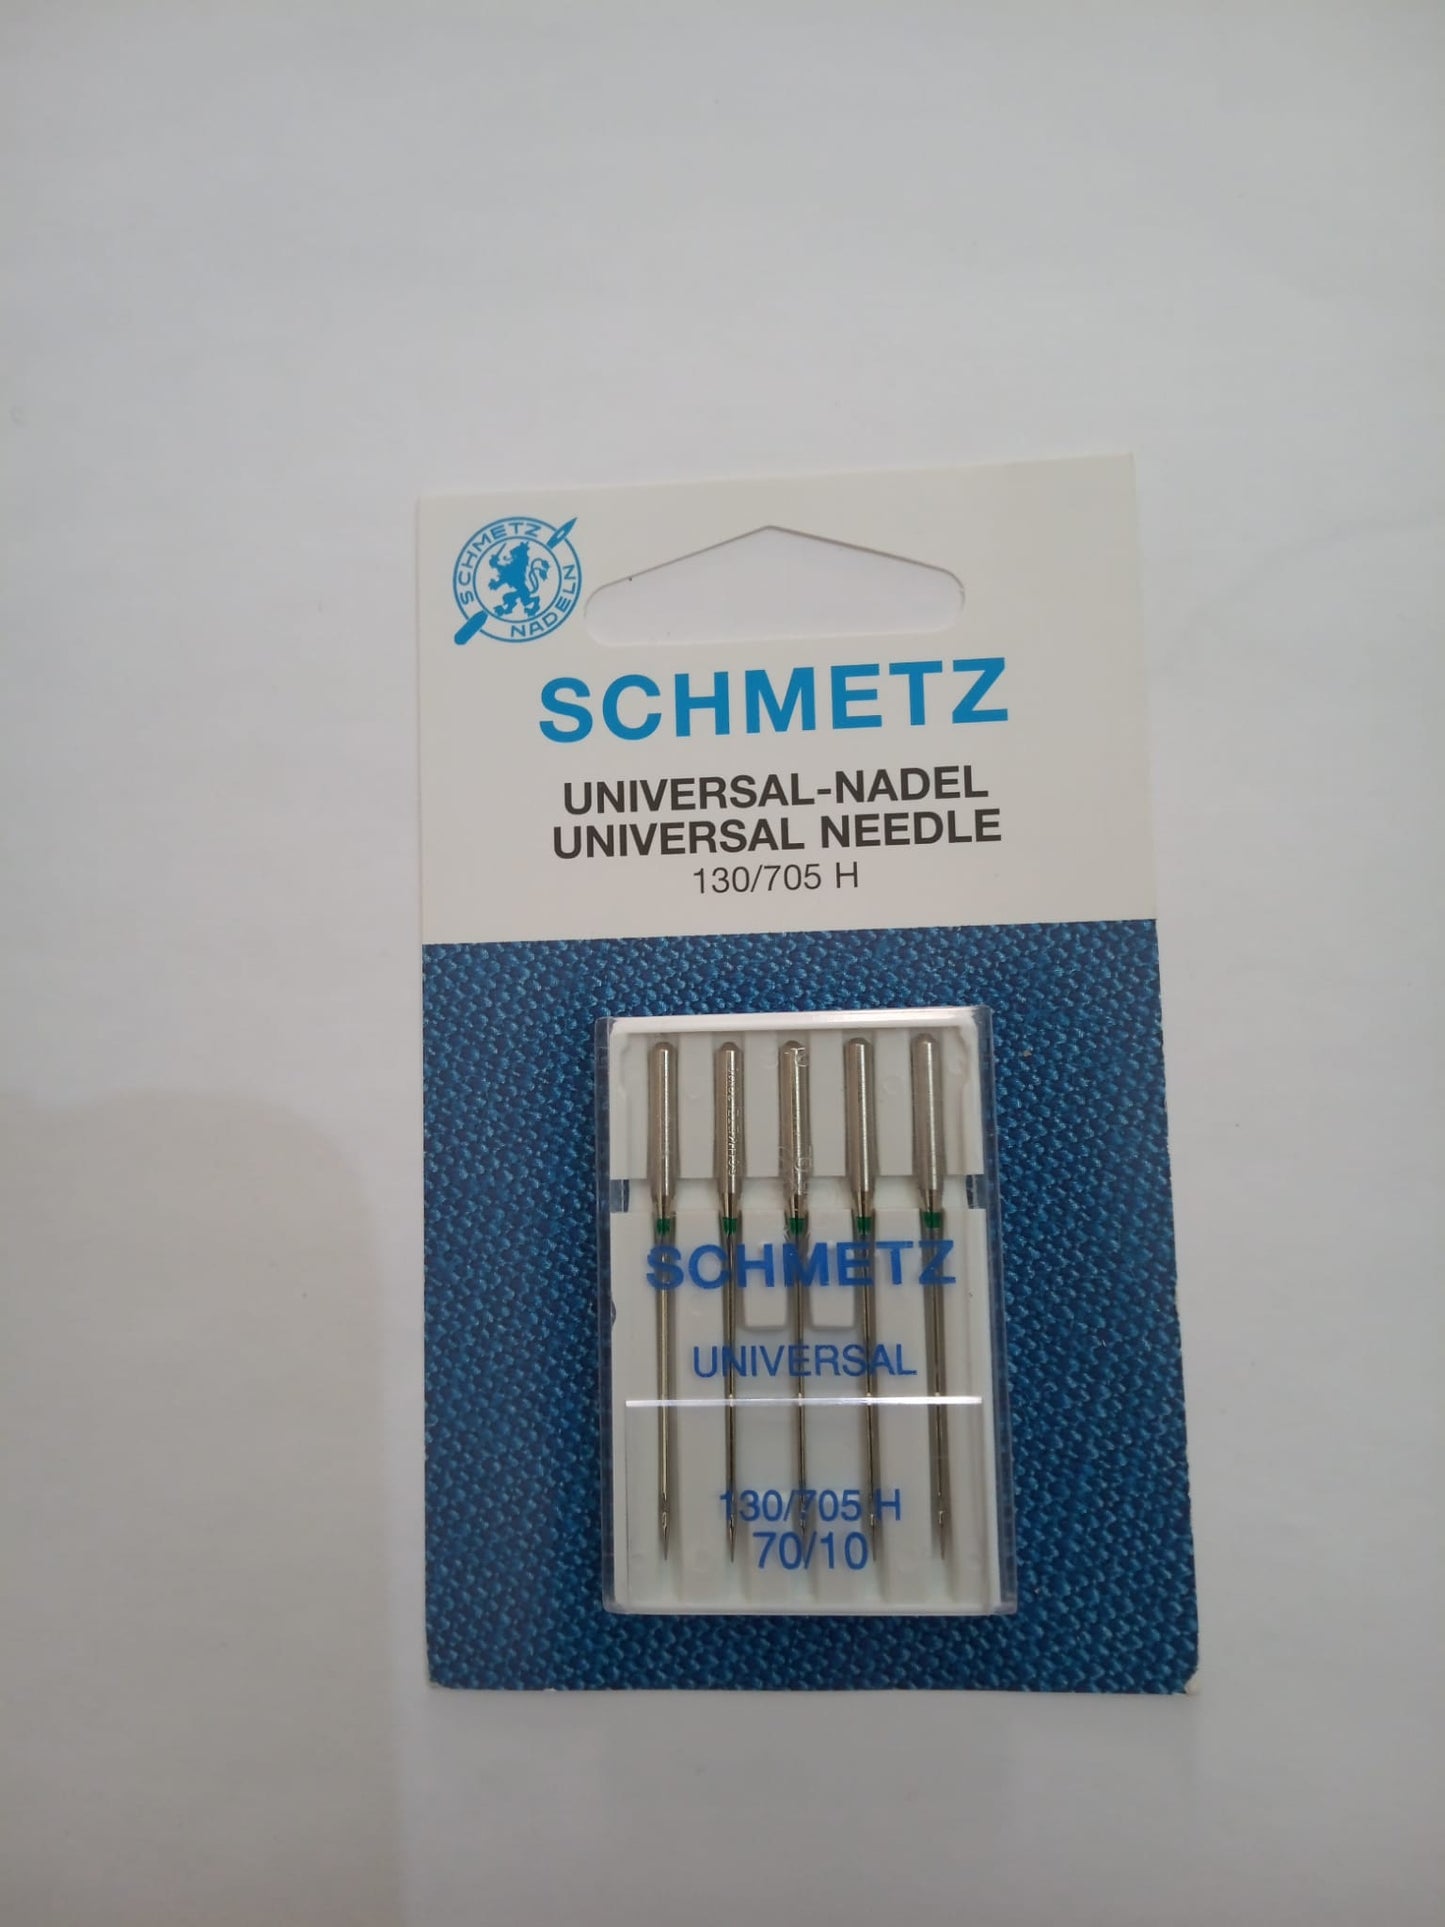 SCHMETZ
NADELN
SCHMETZ
UNIVERSAL-NADEL
UNIVERSAL NEEDLE
130/705 H
SCHMETZ
UNIVERSAL
130/705 H
70/10